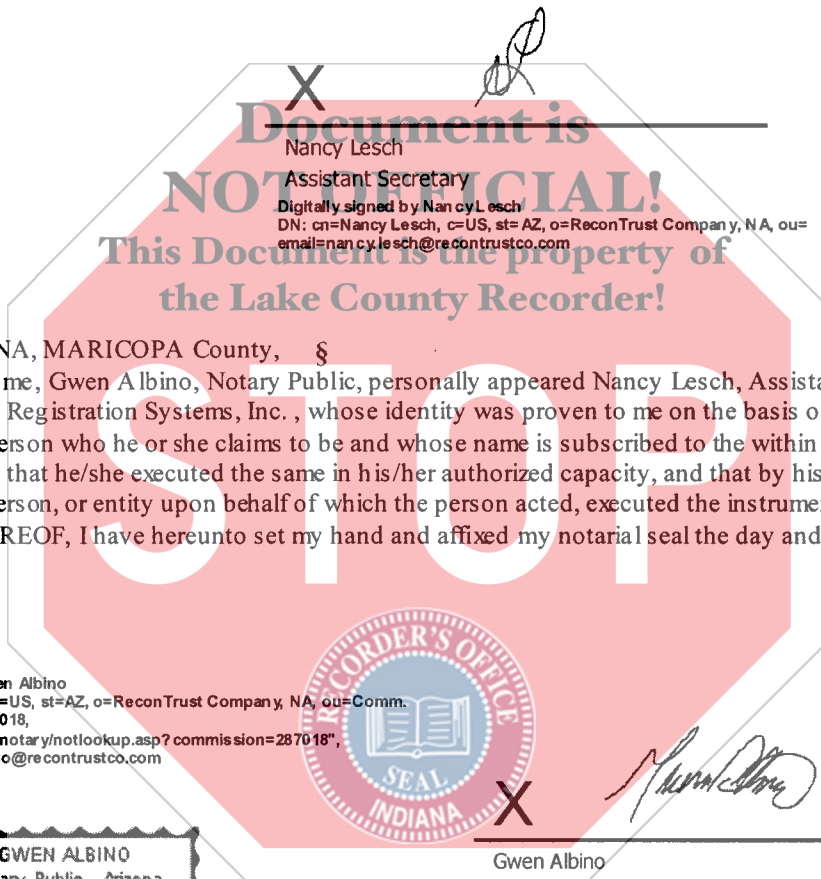 X
Document is
Nancy Lesch
NOT OFFICIAL!
Assistant Secretary
Digitally signed by Nancy Lesch
DN: cn=Nancy Lesch, c=US, st=AZ, o=ReconTrust Company, NA, ou=
email=nancy.lesch@recontrustco.com
This Document is the property of
the Lake County Recorder!
NA, MARICOPA County, §
me, Gwen Albino, Notary Public, personally appeared Nancy Lesch, Assista
Registration Systems, Inc. , whose identity was proven to me on the basis o
erson who he or she claims to be and whose name is subscribed to the within
that he/she executed the same in his/her authorized capacity, and that by his
erson, or entity upon behalf of which the person acted, executed the instrume
REOF, I have hereunto set my hand and affixed my notarial seal the day and
STOP
en Albino
=US, st=AZ, o=ReconTrust Company, NA, ou=Comm.
018,
notary/notlookup.asp?commission=287018",
o@recontrustco.com
RECORDER'S OFFICE
SEAL
INDIANA
X
Gwen Albino
GWEN ALBINO
ary Public - Arizona